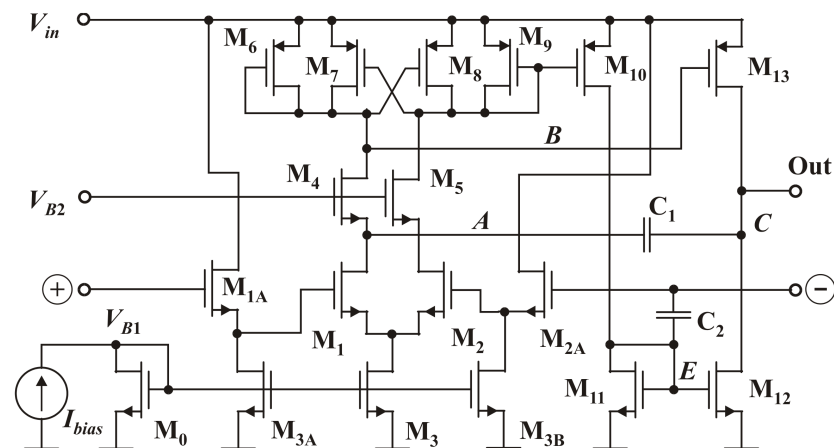 V_in
M_6
M_7
M_8
M_9
M_10
M_13
B
Out
V_B2
M_4
M_5
A
C_1
C
+
M_1A
−
V_B1
M_1
M_2
M_2A
C_2
E
I_bias
M_0
M_3A
M_3
M_3B
M_11
M_12